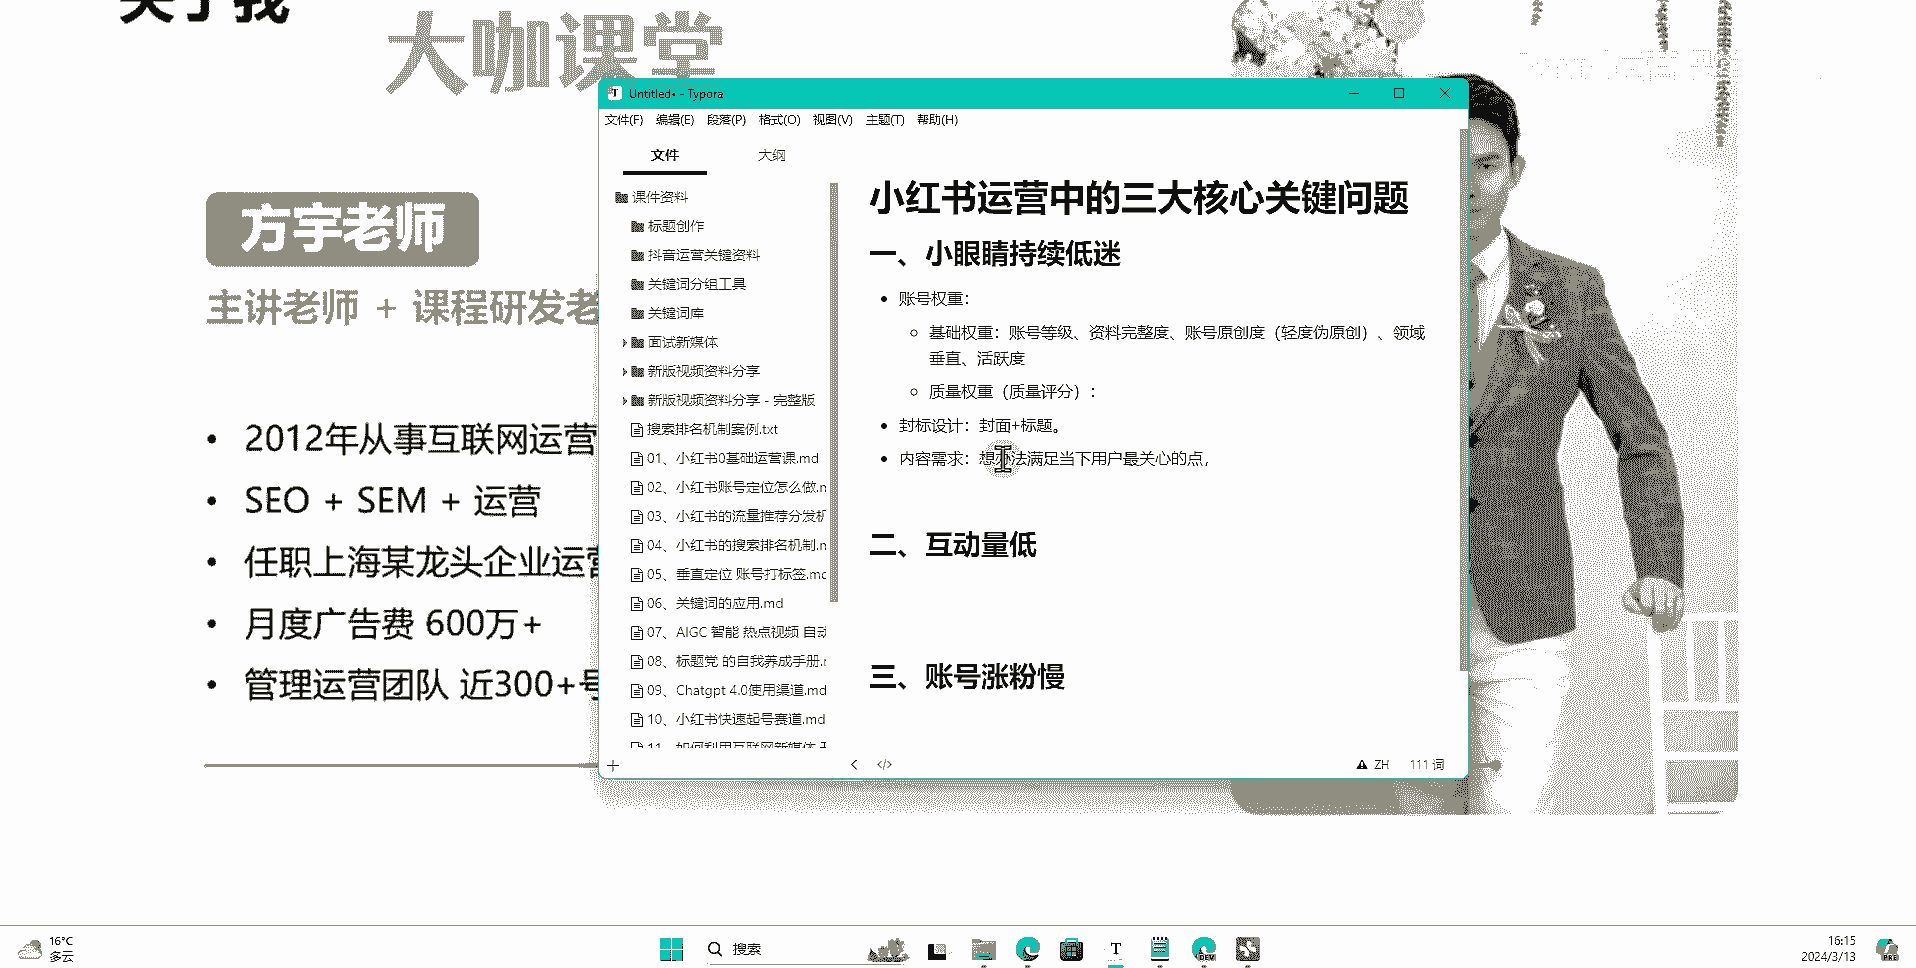 关于我
大咖课堂
方宇老师
主讲老师 + 课程研发老
• 2012年从事互联网运营
• SEO + SEM + 运营
• 任职上海某龙头企业运营
• 月度广告费 600万+
• 管理运营团队 近300+号
Untitled• - Typora
文件(F) 编辑(E) 段落(P) 格式(O) 视图(V) 主题(T) 帮助(H)
文件 大纲
课件资料
标题创作
抖音运营关键资料
关键词分组工具
关键词库
面试新媒体
新版视频资料分享
新版视频资料分享 - 完整版
搜索排名机制案例.txt
01、小红书0基础运营课.md
02、小红书账号定位怎么做.m
03、小红书的流量推荐分发机
04、小红书的搜索排名机制.m
05、垂直定位 账号打标签.md
06、关键词的应用.md
07、AIGC 智能 热点视频 自动
08、标题党 的自我养成手册.m
09、Chatgpt 4.0使用渠道.md
10、小红书快速起号赛道.md
11、如何利用互联网新媒体
小红书运营中的三大核心关键问题
一、小眼睛持续低迷
• 账号权重：
基础权重：账号等级、资料完整度、账号原创度（轻度伪原创）、领域
垂直、活跃度
质量权重（质量评分）：
• 封标设计：封面+标题。
• 内容需求：想办法满足当下用户最关心的点，
二、互动量低
三、账号涨粉慢
ZH 111 词
16°C
多云
搜索
T
DEV
16:15
2024/3/13
PRE